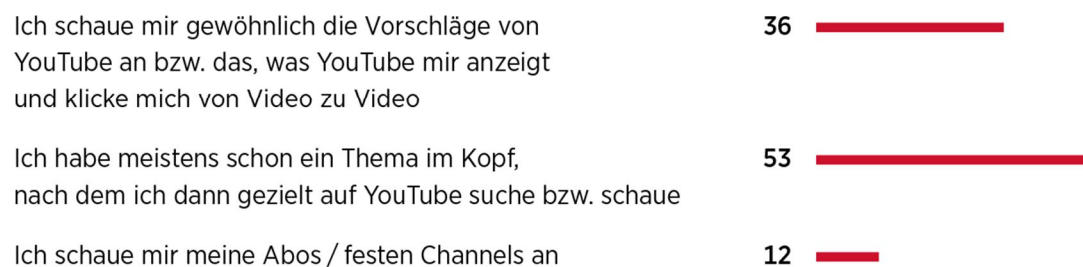 Ich schaue mir gewöhnlich die Vorschläge von 36
YouTube an bzw. das, was YouTube mir anzeigt
und klicke mich von Video zu Video
Ich habe meistens schon ein Thema im Kopf, 53
nach dem ich dann gezielt auf YouTube suche bzw. schaue
Ich schaue mir meine Abos / festen Channels an 12